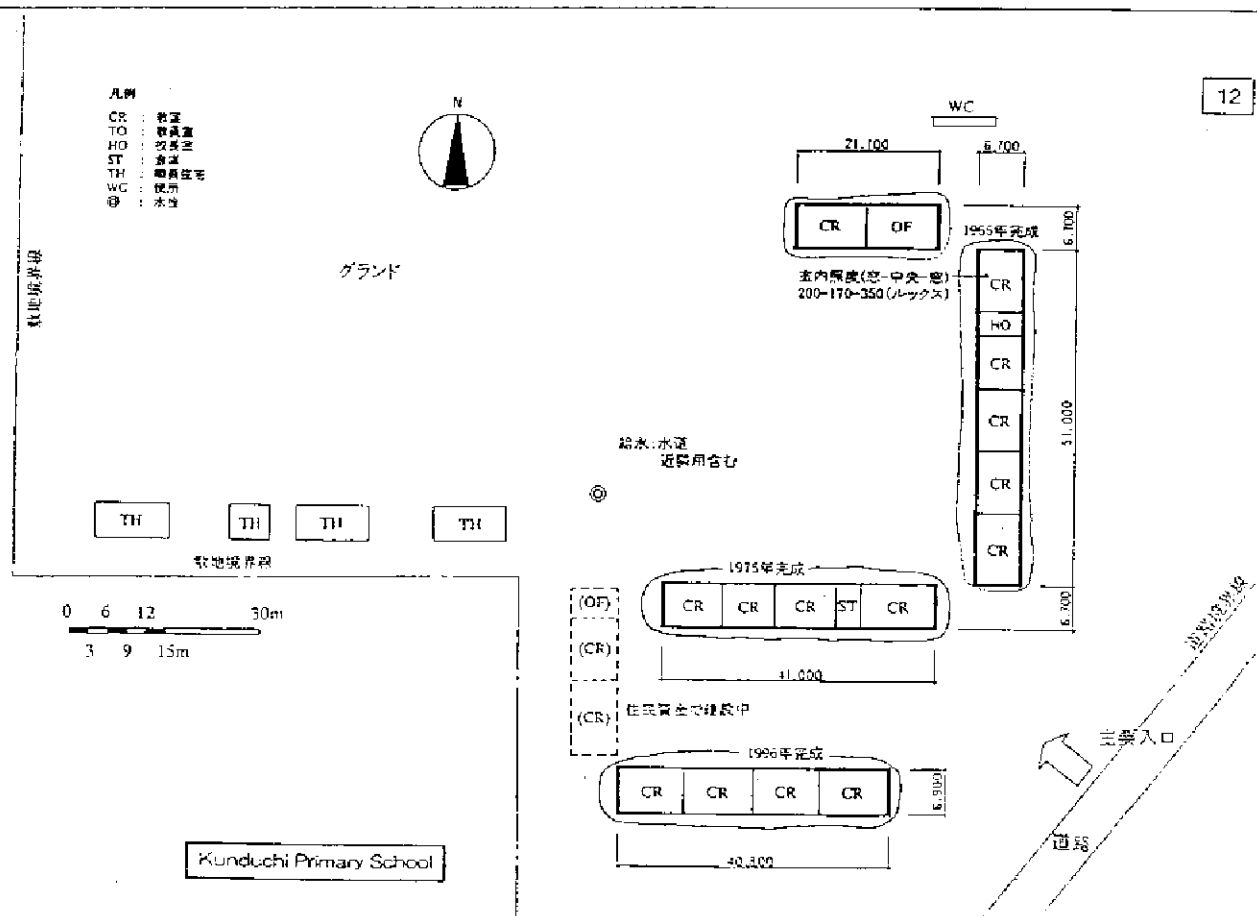 12
凡例
CR : 教室
TO : 教員室
HO : 校長室
ST : 倉庫
TH : 職員住宅
WC : 便所
◎ : 水栓
N
WC
21.100
6.700
CR
OF
1965年完成
6.700
室内照度(窓-中央-窓)
200-170-350(ルックス)
CR
HO
CR
CR
CR
CR
51.000
敷地境界線
グランド
給水:水道
近隣用含む
TH
TH
TH
TH
敷地境界線
1975年完成
CR
CR
CR
ST
CR
6.700
41.000
0 6 12 30m
3 9 15m
(OF)
(CR)
(CR)
住民資金で建設中
1996年完成
CR
CR
CR
CR
6.900
主要入口
道路境界線
道路
Kunduchi Primary School